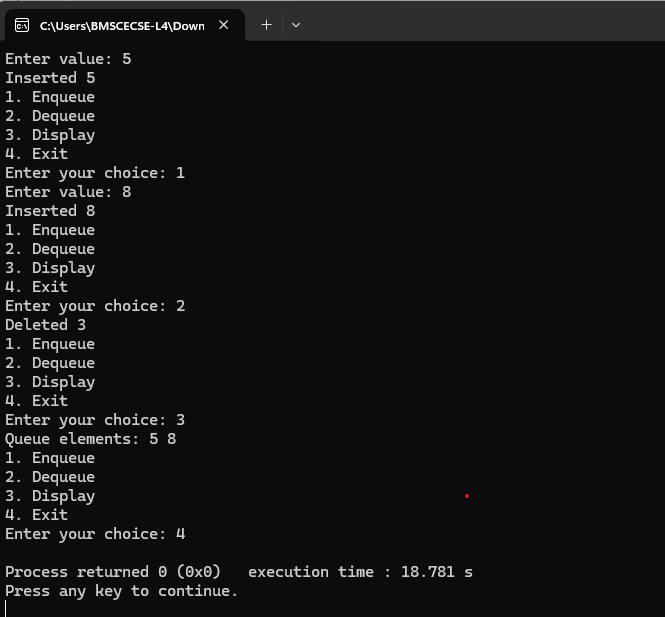 C:\Users\BMSCECSE-L4\Down
Enter value: 5
Inserted 5
1. Enqueue
2. Dequeue
3. Display
4. Exit
Enter your choice: 1
Enter value: 8
Inserted 8
1. Enqueue
2. Dequeue
3. Display
4. Exit
Enter your choice: 2
Deleted 3
1. Enqueue
2. Dequeue
3. Display
4. Exit
Enter your choice: 3
Queue elements: 5 8
1. Enqueue
2. Dequeue
3. Display
4. Exit
Enter your choice: 4
Process returned 0 (0x0)   execution time : 18.781 s
Press any key to continue.